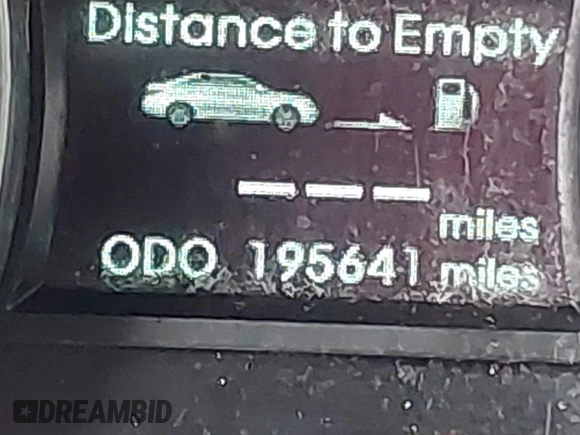 Distance to Empty
--- miles
ODO 195641 miles
DREAMBID